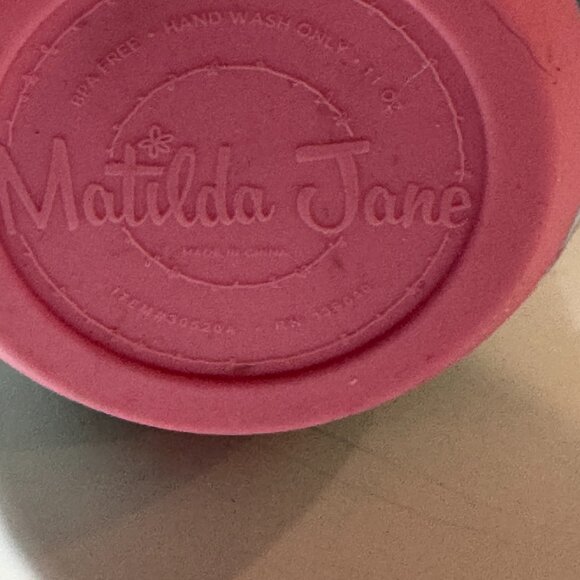 BPA FREE • HAND WASH ONLY • 11 OZ
Matilda Jane
MADE IN CHINA